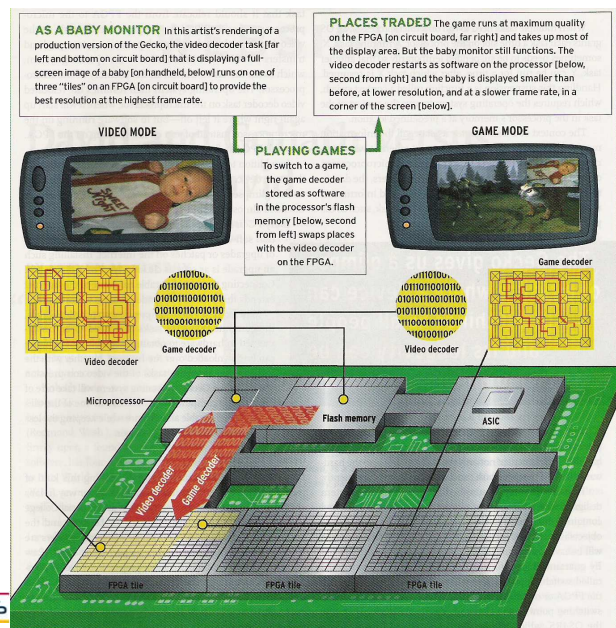 AS A BABY MONITOR In this artist's rendering of a
production version of the Gecko, the video decoder task [far
left and bottom on circuit board] that is displaying a full-
screen image of a baby [on handheld, below] runs on one of
three "tiles" on an FPGA [on circuit board] to provide the
best resolution at the highest frame rate.
PLACES TRADED The game runs at maximum quality
on the FPGA [on circuit board, far right] and takes up most
of the display area. But the baby monitor still functions. The
video decoder restarts as software on the processor [below,
second from right] and the baby is displayed smaller than
before, at lower resolution, and at a slower frame rate, in a
corner of the screen [below].
VIDEO MODE
PLAYING GAMES
To switch to a game,
the game decoder
stored as software
in the processor's flash
memory [below, second
from left] swaps places
with the video decoder
on the FPGA.
GAME MODE
SWEET
Video decoder
Game decoder
Video decoder
Game decoder
Microprocessor
Flash memory
ASIC
Video decoder
Game decoder
FPGA tile
FPGA tile
FPGA tile